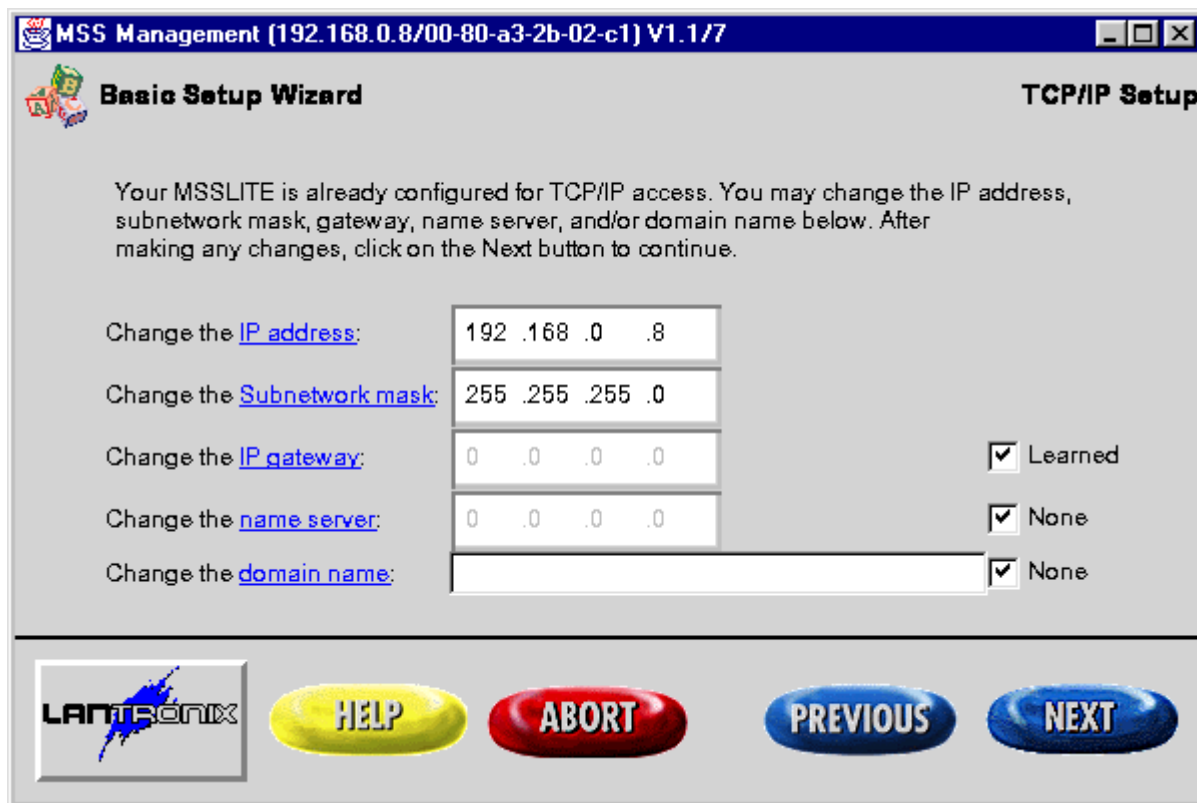 MSS Management (192.168.0.8/00-80-a3-2b-02-c1) V1.1/7
Basic Setup Wizard
TCP/IP Setup
Your MSSLITE is already configured for TCP/IP access. You may change the IP address,
subnetwork mask, gateway, name server, and/or domain name below. After
making any changes, click on the Next button to continue.
Change the IP address: 192 .168 .0 .8
Change the Subnetwork mask: 255 .255 .255 .0
Change the IP gateway: 0 .0 .0 .0 Learned
Change the name server: 0 .0 .0 .0 None
Change the domain name: None
LANTRONIX HELP ABORT PREVIOUS NEXT